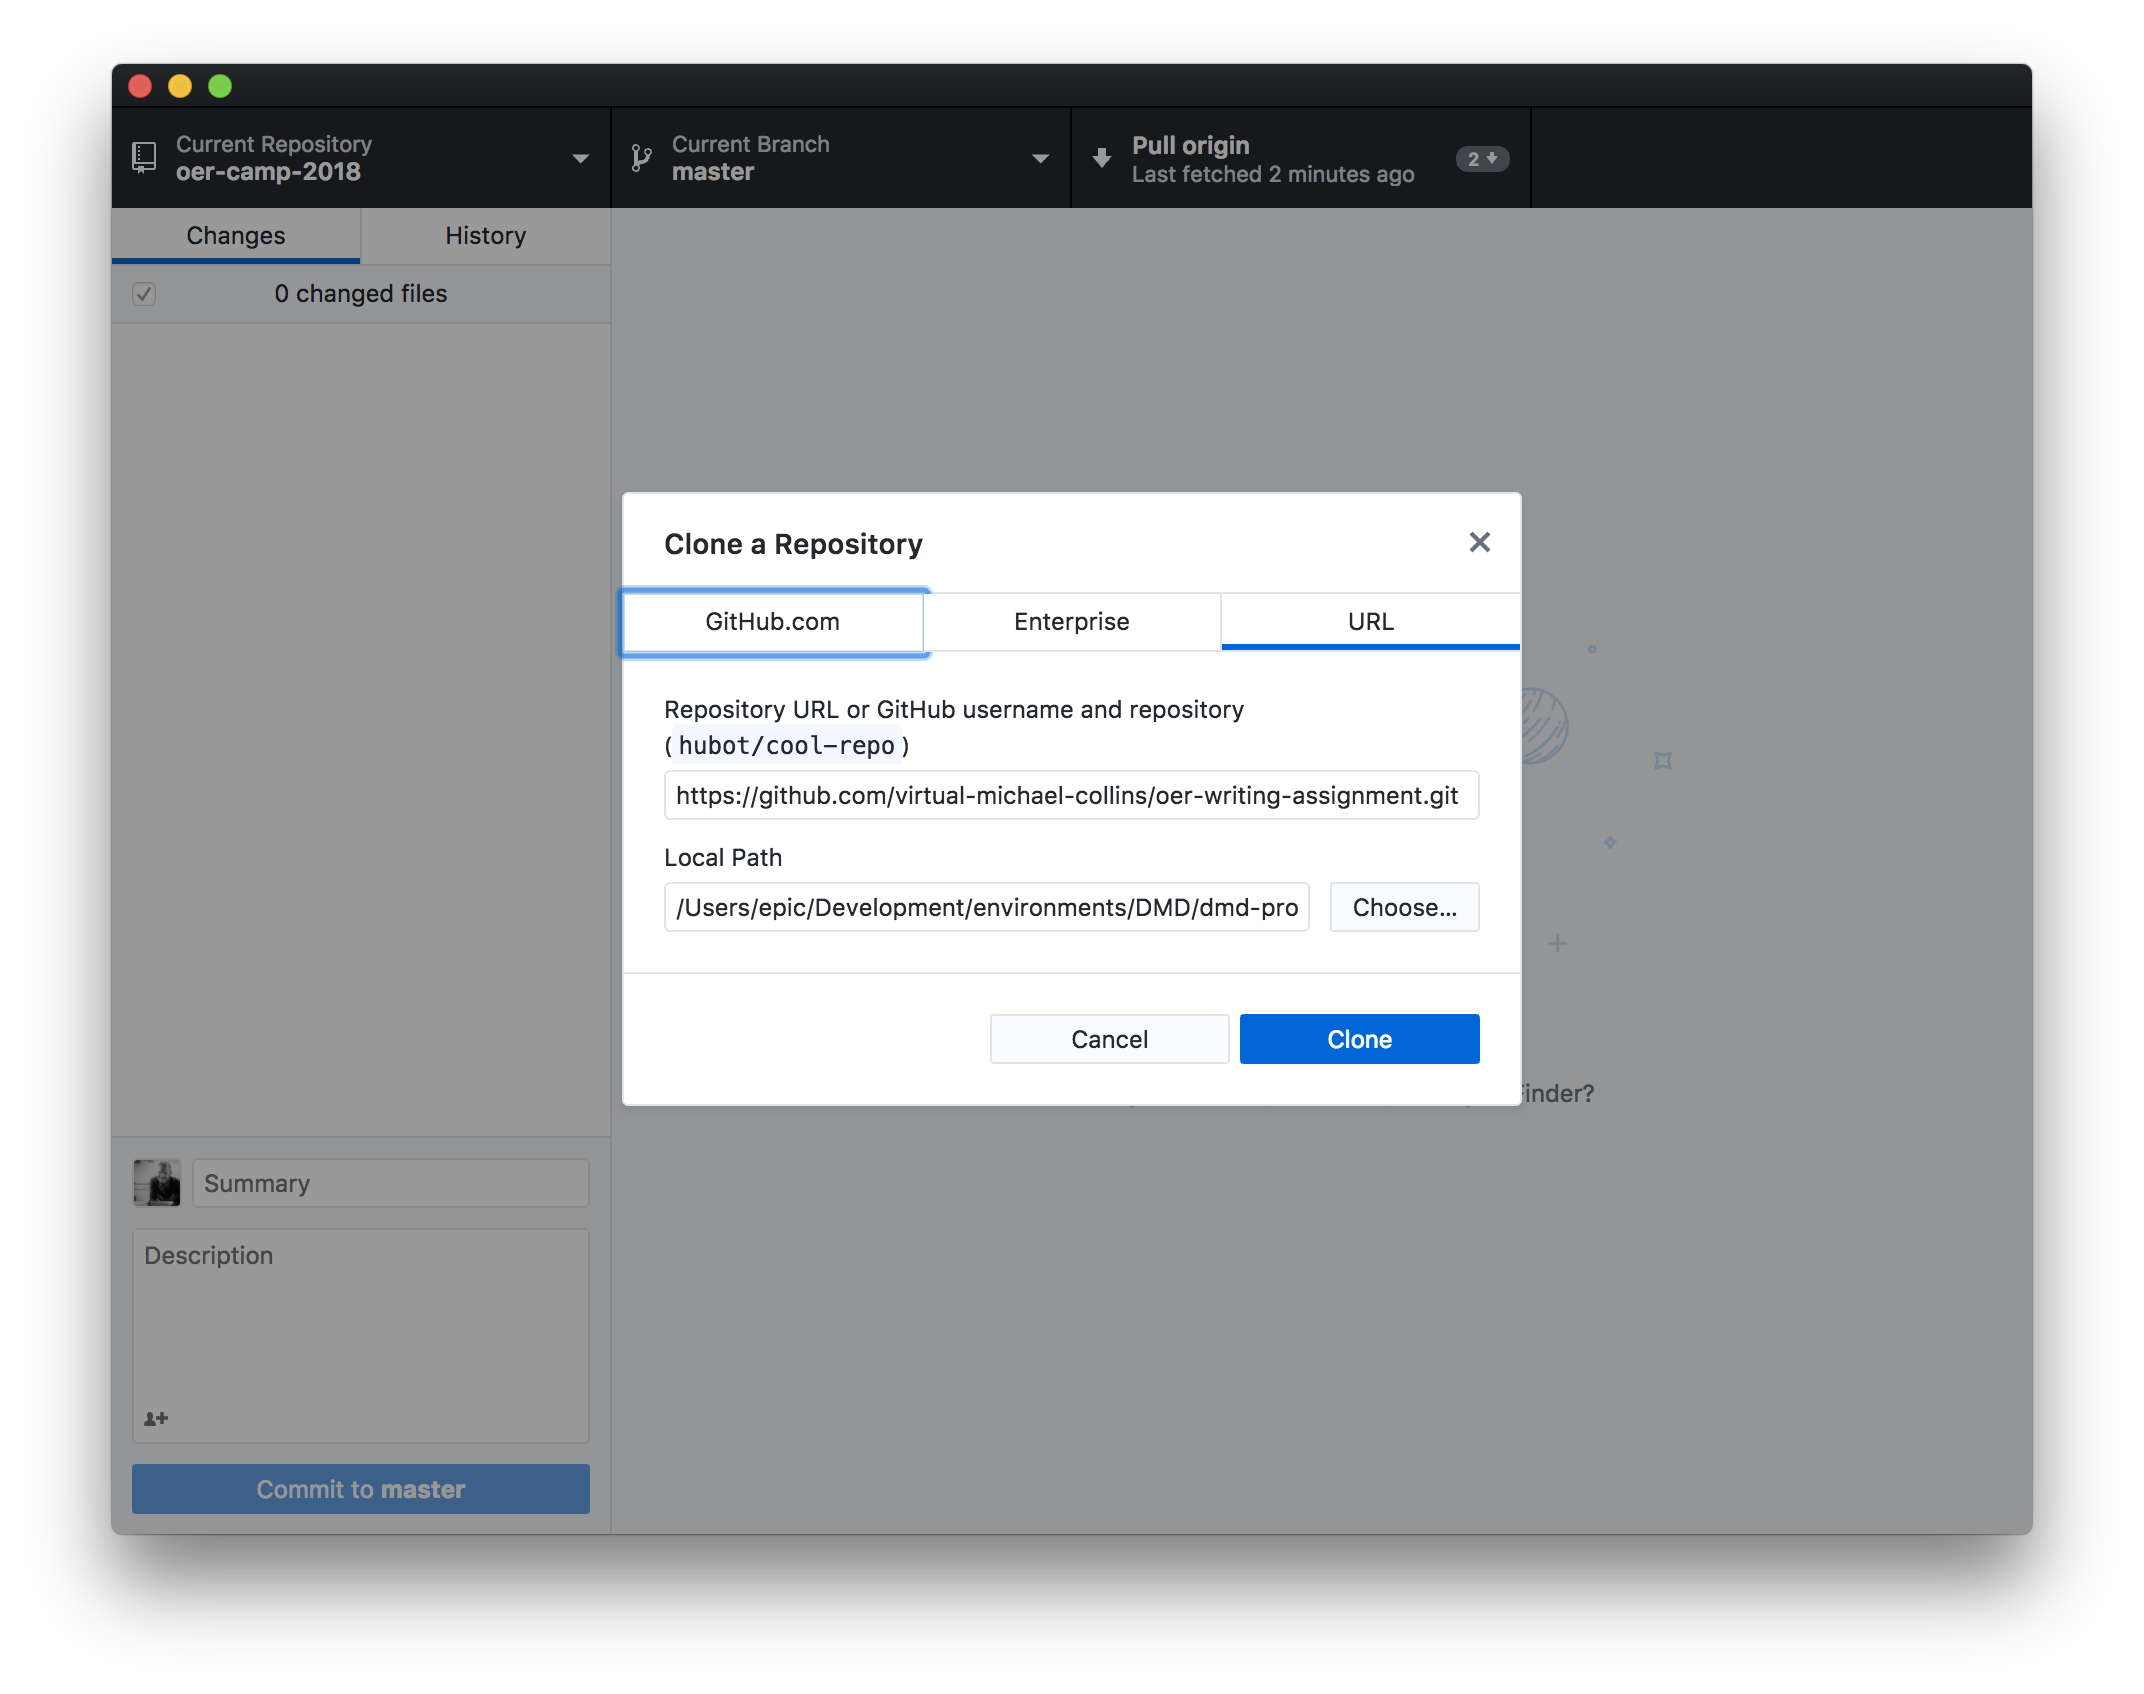 Current Repository
oer-camp-2018
Current Branch
master
Pull origin
Last fetched 2 minutes ago
2
Changes
History
0 changed files
Clone a Repository
GitHub.com
Enterprise
URL
Repository URL or GitHub username and repository
(hubot/cool-repo)
https://github.com/virtual-michael-collins/oer-writing-assignment.git
Local Path
/Users/epic/Development/environments/DMD/dmd-pro
Choose...
Cancel
Clone
Finder?
Summary
Description
Commit to master